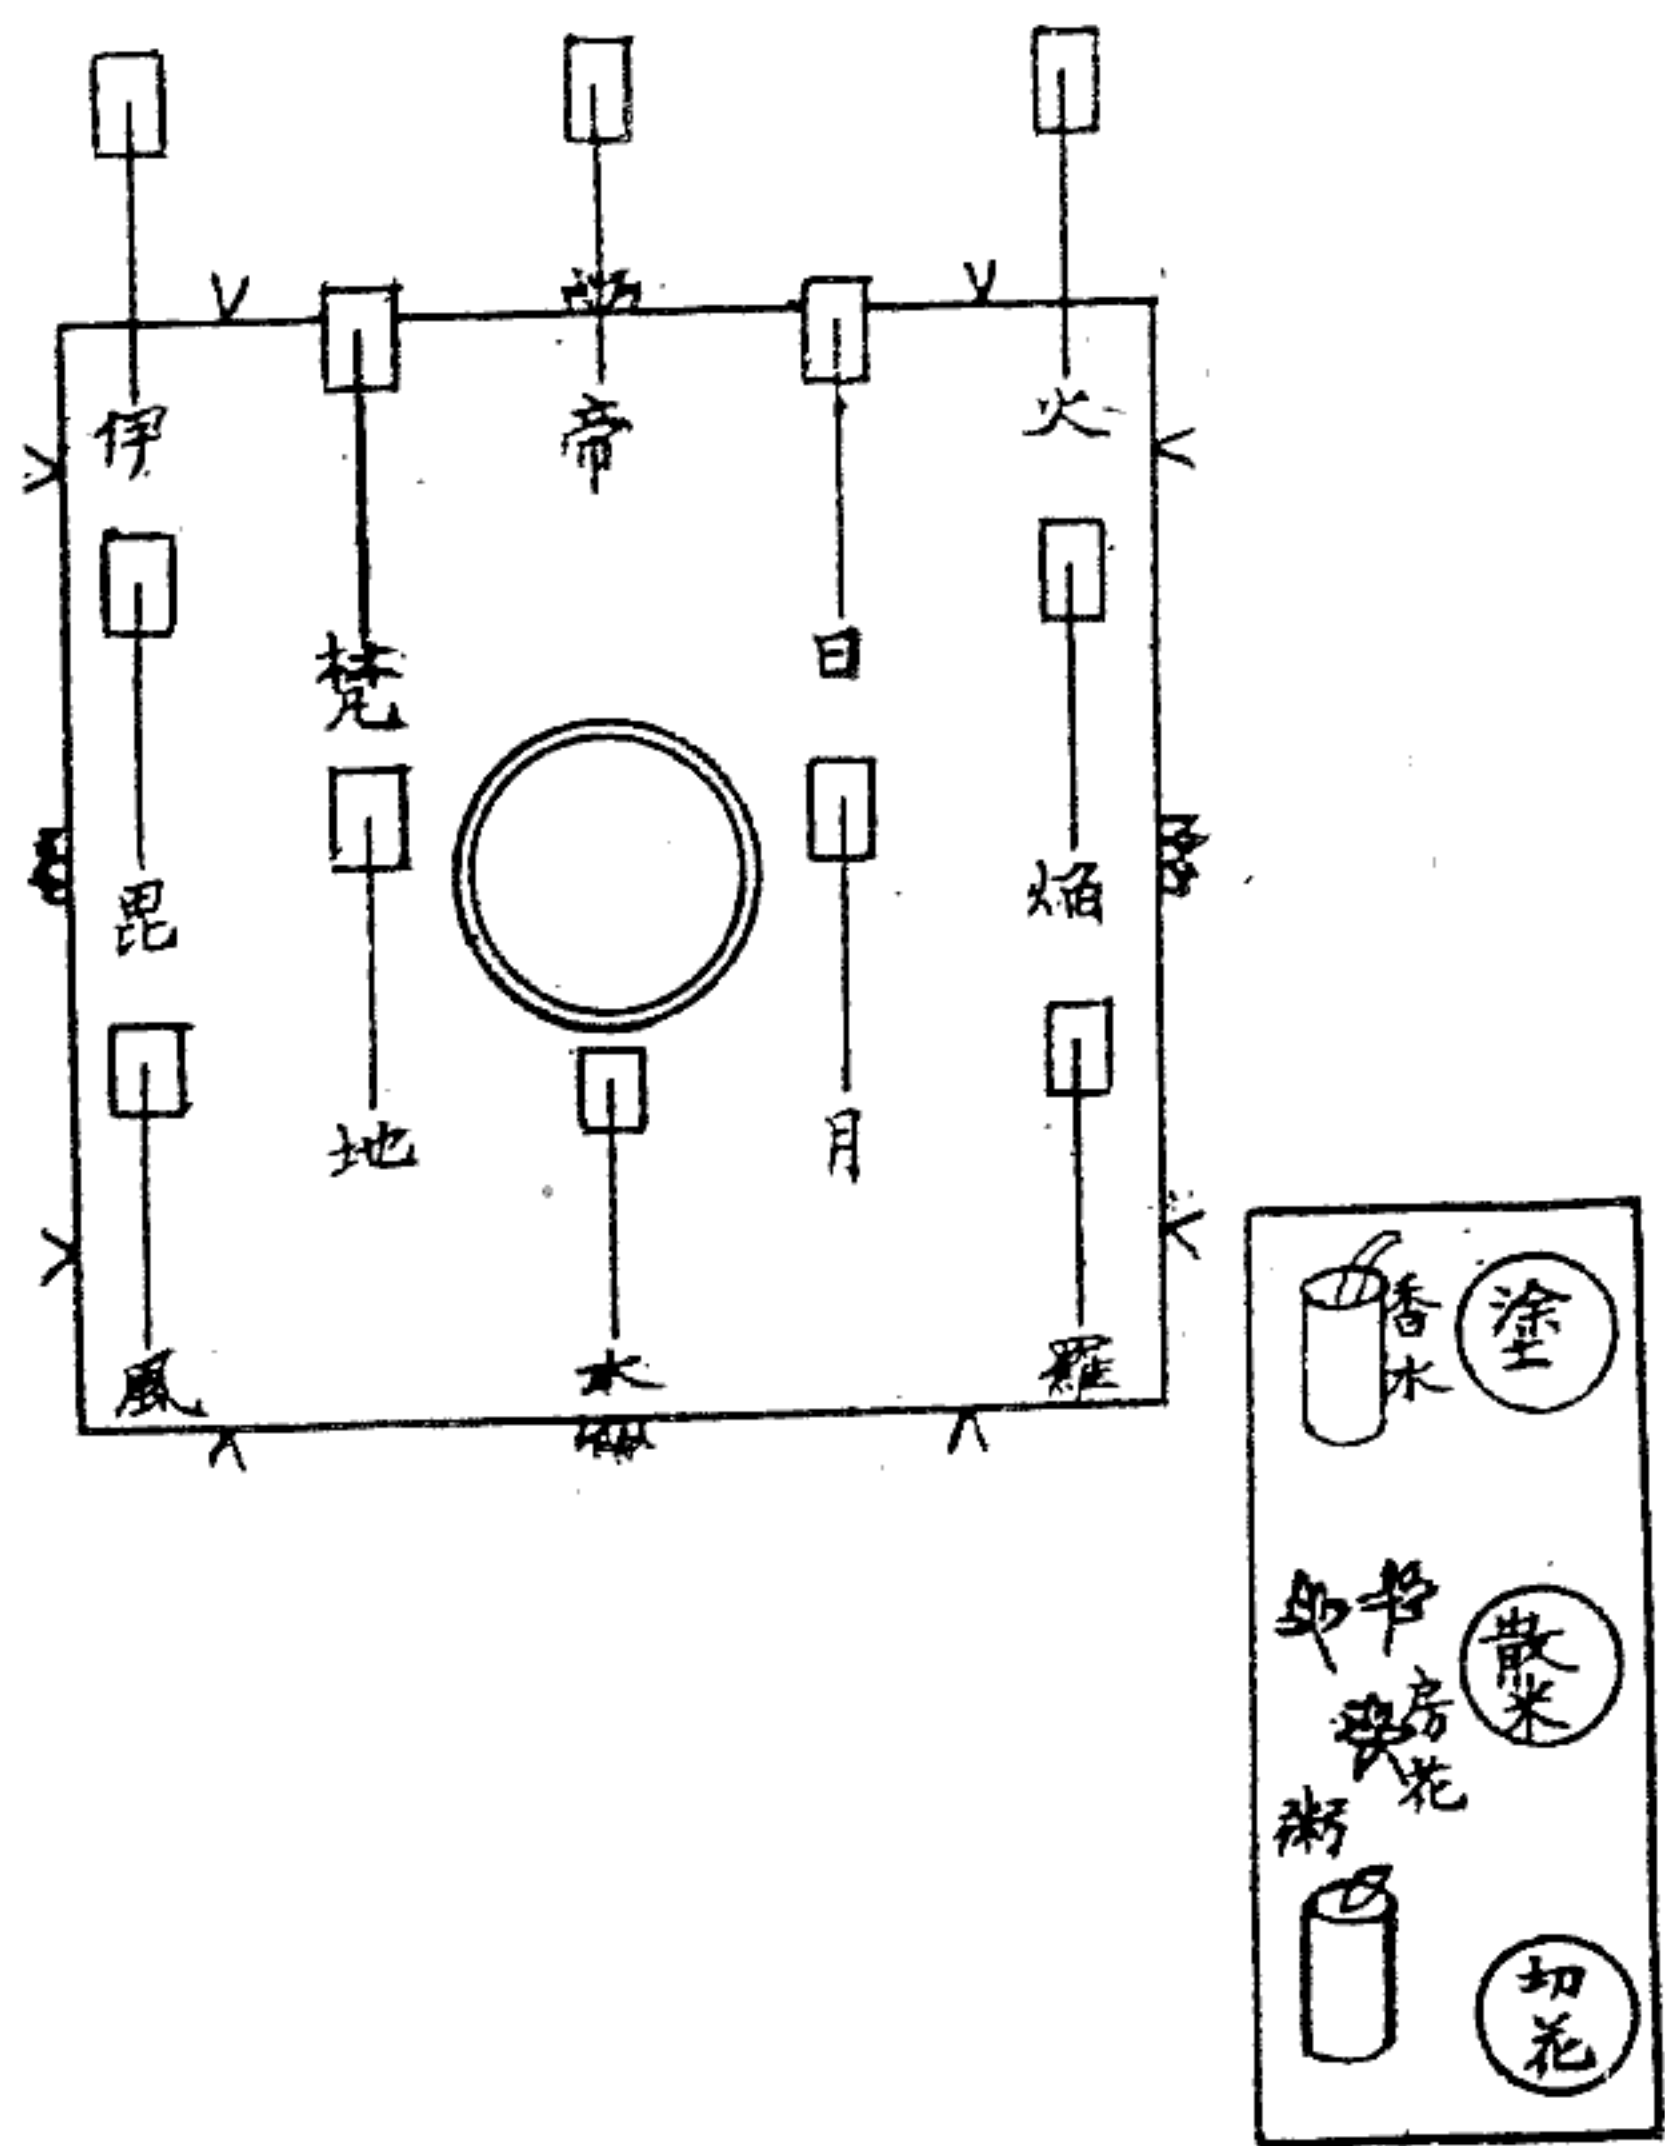 伊
帝
火
梵
日
毘
焔
地
月
風
水
羅
香水
塗
散米
房花
粥
切花